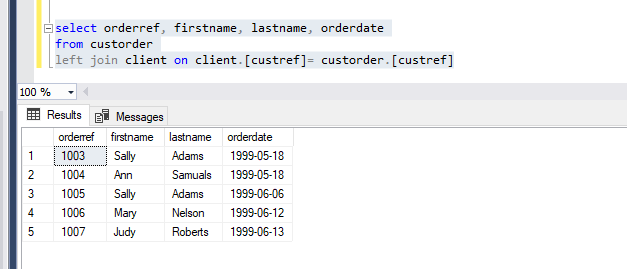 select orderref, firstname, lastname, orderdate
from custorder
left join client on client.[custref]= custorder.[custref]
100 %
Results Messages
orderref firstname lastname orderdate
1 1003 Sally Adams 1999-05-18
2 1004 Ann Samuals 1999-05-18
3 1005 Sally Adams 1999-06-06
4 1006 Mary Nelson 1999-06-12
5 1007 Judy Roberts 1999-06-13